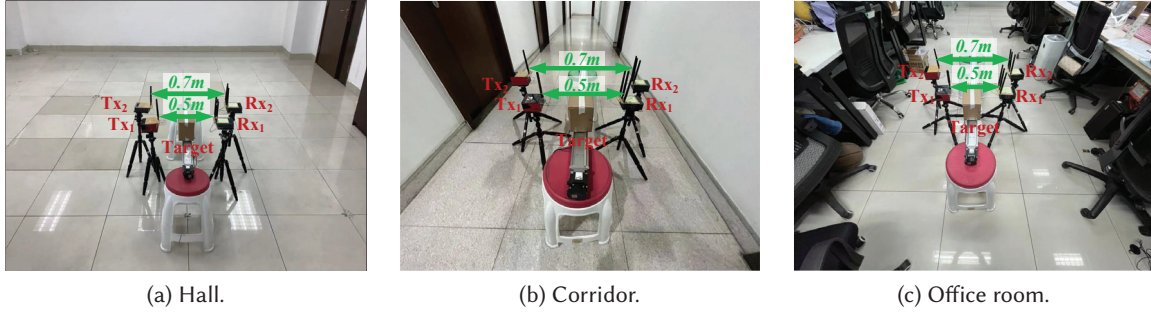 0.7m
0.5m
Tx2
Rx2
Tx1
Rx1
Target
(a) Hall.
0.7m
0.5m
Tx2
Rx2
Tx1
Rx1
Target
(b) Corridor.
0.7m
0.5m
Tx2
Rx2
Tx1
Rx1
Target
(c) Office room.